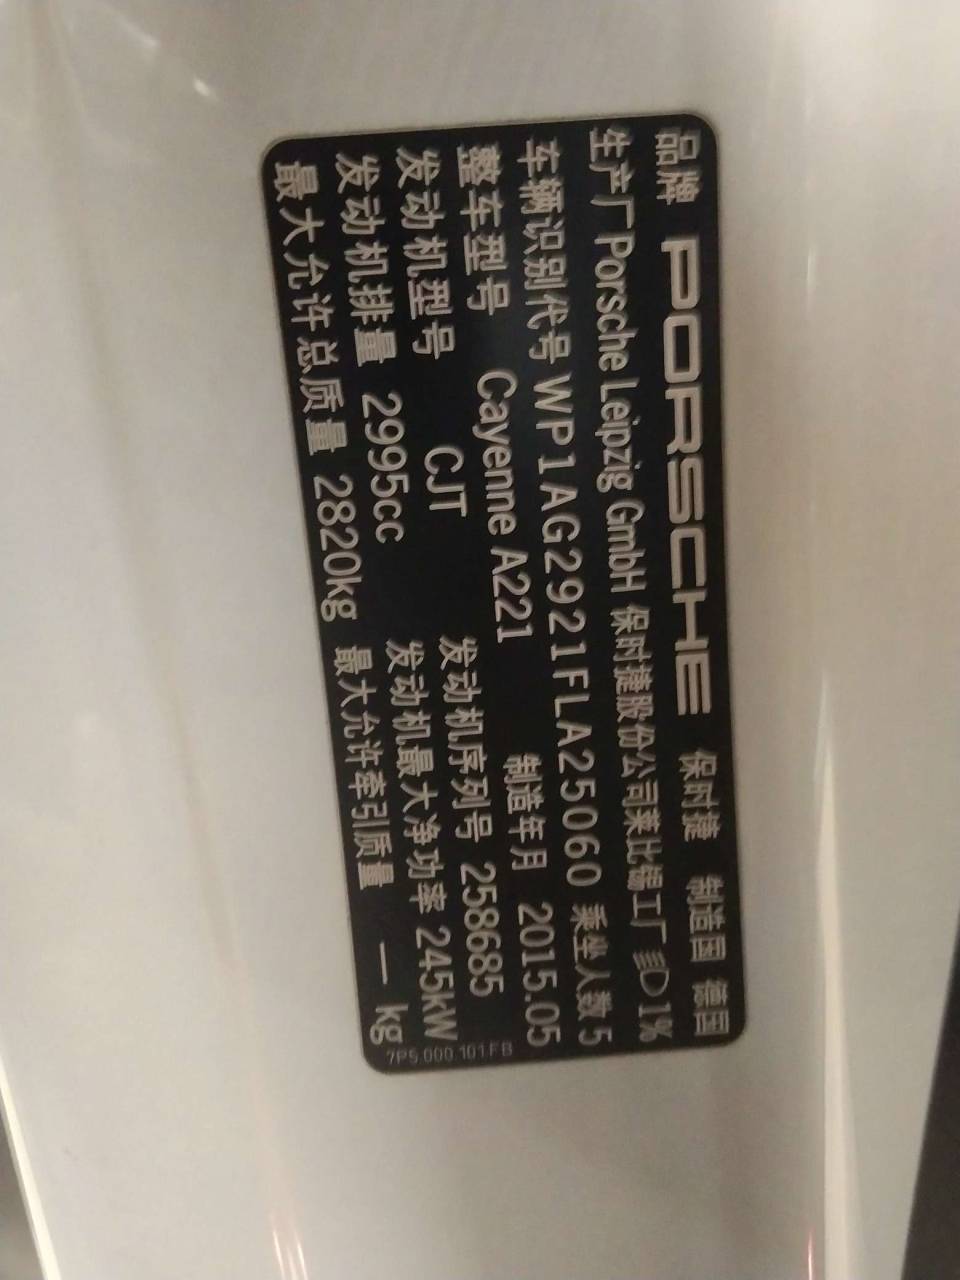 品牌 PORSCHE 保时捷 制造国 德国
生产厂 Porsche Leipzig GmbH 保时捷股份公司莱比锡工厂 1%
车辆识别代号 WP1AG2921FLA25060 乘坐人数 5
整车型号 Cayenne A221 制造年月 2015.05
发动机型号 CJT 发动机序列号 258685
发动机排量 2995cc 发动机最大净功率 245kW
最大允许总质量 2820kg 最大允许牵引质量 — kg
7P5.000.101.FB